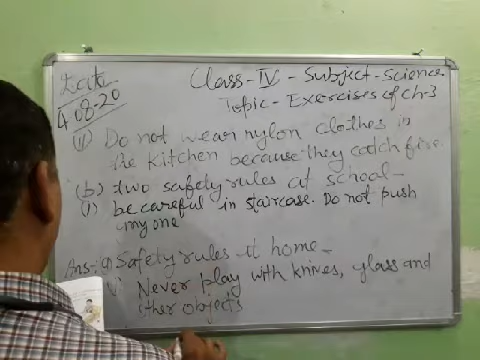 Date
4-08-20
Class-IV - Subject-Science.
Topic-Exercises of Ch-3
(ii) Do not wear nylon clothes in
the kitchen because they catch fire.
(b) two safety rules at school-
(i) be careful in staircase. Do not push
any one
Ans:- (a) Safety rules at home-
(i) Never play with knives, glass and
other objects